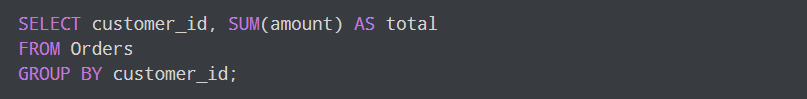 SELECT customer_id, SUM(amount) AS total
FROM Orders
GROUP BY customer_id;